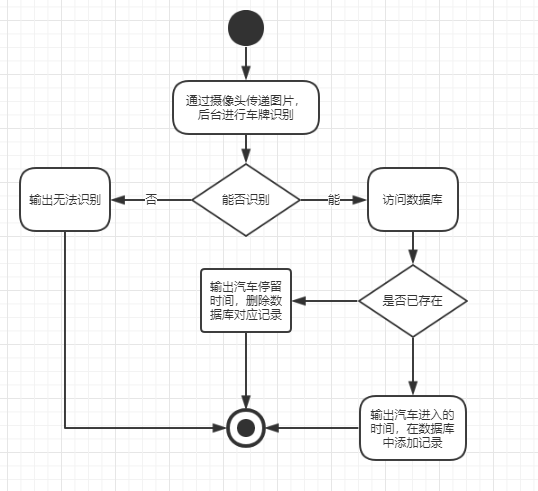 通过摄像头传递图片，
后台进行车牌识别
输出无法识别
否
能否识别
能
访问数据库
输出汽车停留
时间，删除数
据库对应记录
是否已存在
输出汽车进入的
时间，在数据库
中添加记录